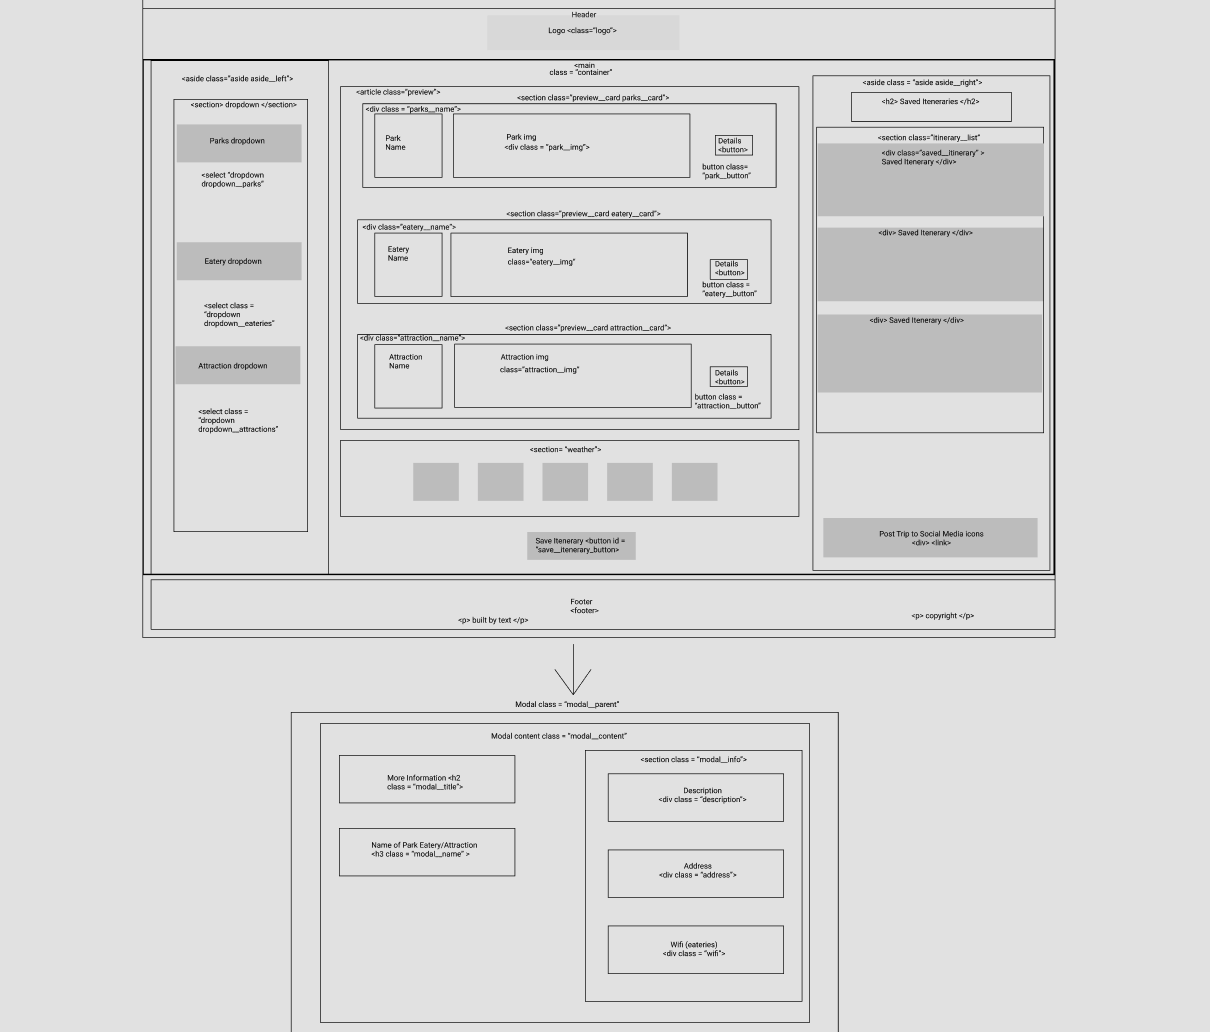 Header
Logo <class="logo">
<main
class = "container"
<aside class="aside aside__left">
<section> dropdown </section>
Parks dropdown
<select "dropdown
dropdown__parks"
Eatery dropdown
<select class =
"dropdown
dropdown__eateries"
Attraction dropdown
<select class =
"dropdown
dropdown__attractions"
<article class="preview">
<section class="preview__card parks__card">
<div class = "parks__name">
Park
Name
Park img
<div class = "park__img">
Details
<button>
button class=
"park__button"
<section class="preview__card eatery__card">
<div class="eatery__name">
Eatery
Name
Eatery img
class="eatery__img"
Details
<button>
button class =
"eatery__button"
<section class="preview__card attraction__card">
<div class="attraction__name">
Attraction
Name
Attraction img
class="attraction__img"
Details
<button>
button class =
"attraction__button"
<section= "weather">
Save Itenerary <button id =
"save__itenerary_button>
<aside class = "aside aside__right">
<h2> Saved Iteneraries </h2>
<section class="itinerary__list"
<div class="saved__itinerary" >
Saved Itenerary </div>
<div> Saved Itenerary </div>
<div> Saved Itenerary </div>
Post Trip to Social Media icons
<div> <link>
Footer
<footer>
<p> built by text </p>
<p> copyright </p>
Modal class = "modal__parent"
Modal content class = "modal__content"
More Information <h2
class = "modal__title">
Name of Park Eatery/Attraction
<h3 class = "modal__name" >
<section class = "modal__info">
Description
<div class = "description">
Address
<div class = "address">
Wifi (eateries)
<div class = "wifi">